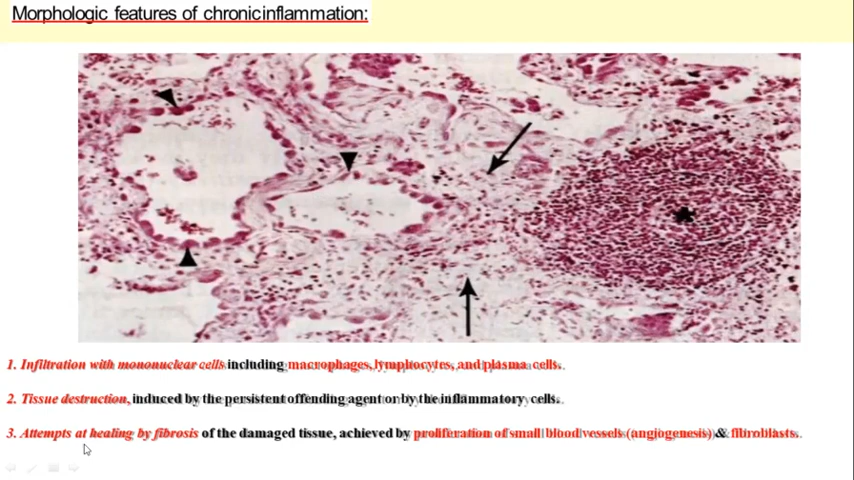 Morphologic features of chronicinflammation:
1. Infiltration with mononuclear cells including macrophages, lymphocytes, and plasma cells.
2. Tissue destruction, induced by the persistent offending agent or by the inflammatory cells.
3. Attempts at healing by fibrosis of the damaged tissue, achieved by proliferation of small blood vessels (angiogenesis) & fibroblasts.